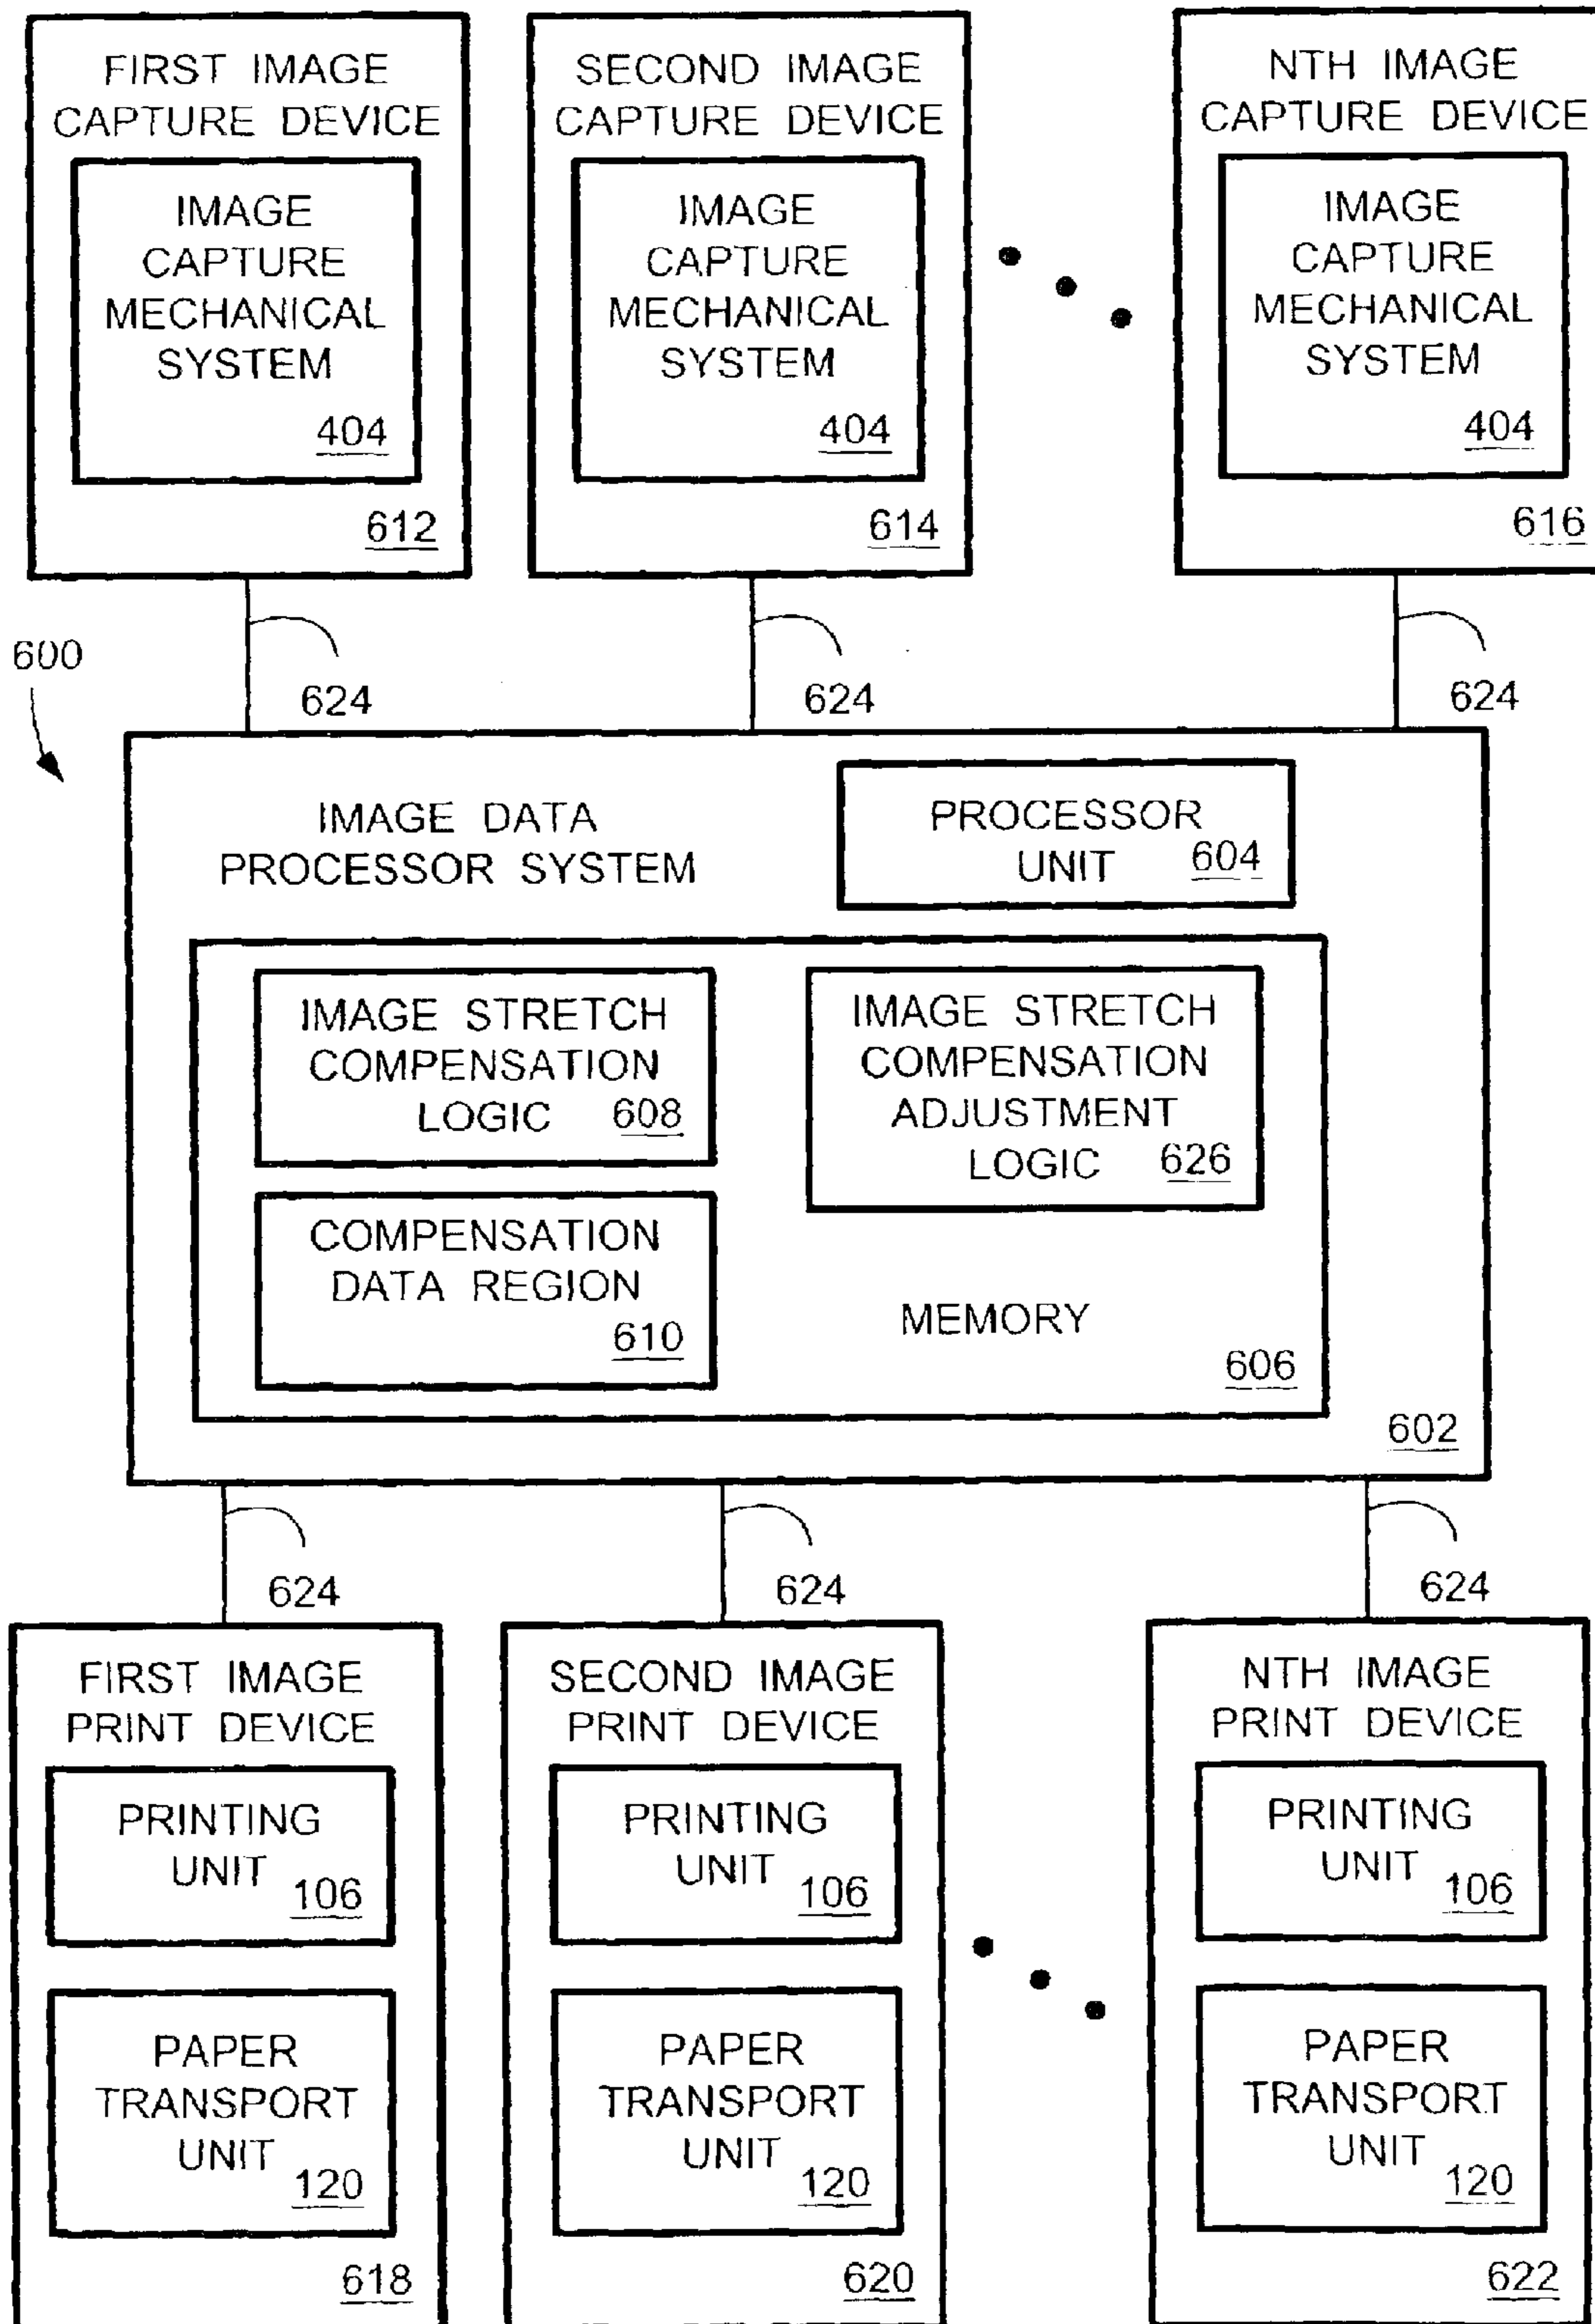 FIRST IMAGE
CAPTURE DEVICE
IMAGE
CAPTURE
MECHANICAL
SYSTEM
404
612
SECOND IMAGE
CAPTURE DEVICE
IMAGE
CAPTURE
MECHANICAL
SYSTEM
404
614
NTH IMAGE
CAPTURE DEVICE
IMAGE
CAPTURE
MECHANICAL
SYSTEM
404
616
600
624
624
624
IMAGE DATA
PROCESSOR SYSTEM
PROCESSOR
UNIT 604
IMAGE STRETCH
COMPENSATION
LOGIC 608
IMAGE STRETCH
COMPENSATION
ADJUSTMENT
LOGIC 626
COMPENSATION
DATA REGION
610
MEMORY
606
602
624
624
624
FIRST IMAGE
PRINT DEVICE
PRINTING
UNIT 106
PAPER
TRANSPORT
UNIT 120
618
SECOND IMAGE
PRINT DEVICE
PRINTING
UNIT 106
PAPER
TRANSPORT
UNIT 120
620
NTH IMAGE
PRINT DEVICE
PRINTING
UNIT 106
PAPER
TRANSPORT
UNIT 120
622